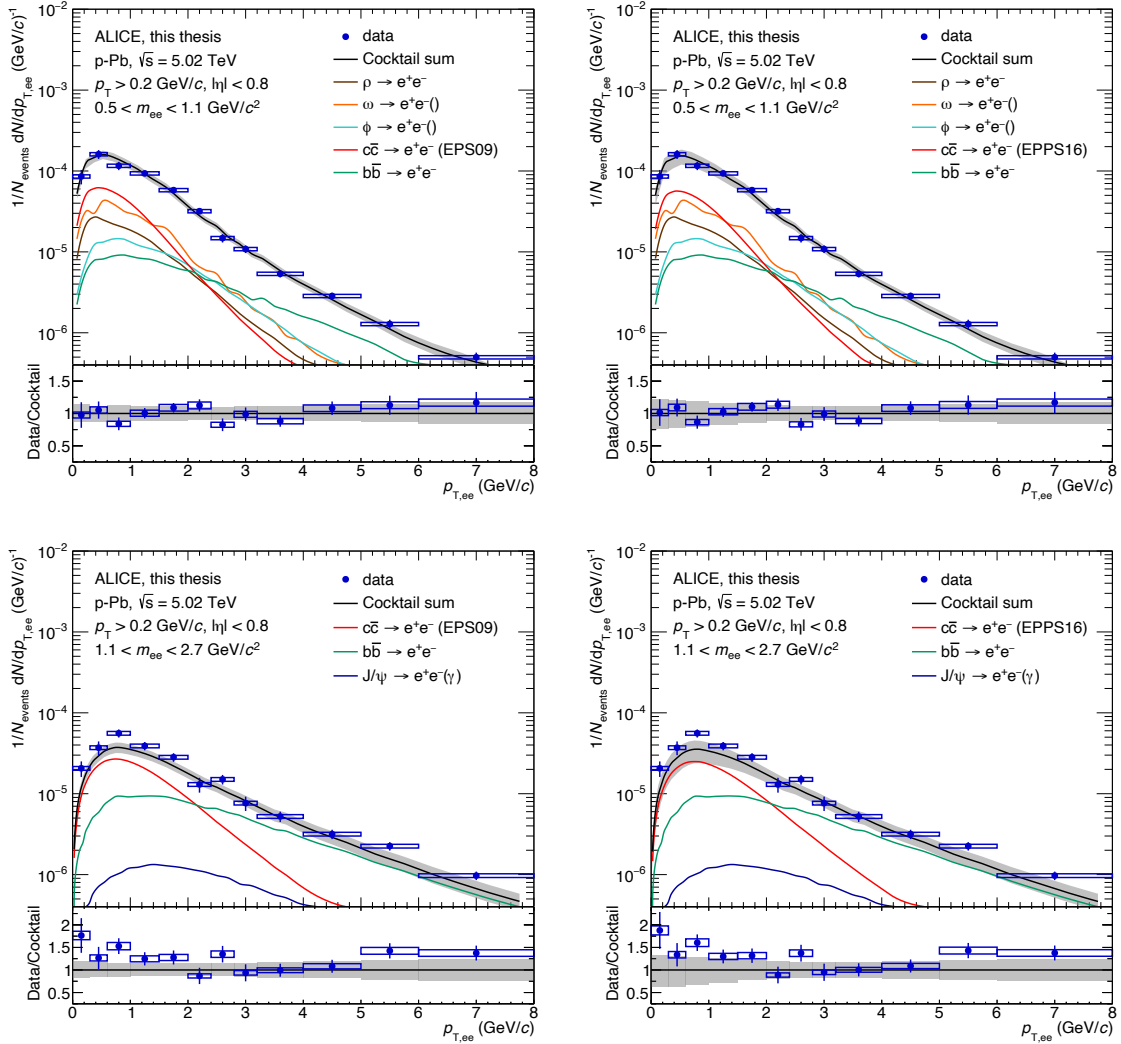 1/N_events dN/dp_T,ee (GeV/c)^-1
10^-2
10^-3
10^-4
10^-5
10^-6
ALICE, this thesis
p-Pb, √s = 5.02 TeV
p_T > 0.2 GeV/c, |η| < 0.8
0.5 < m_ee < 1.1 GeV/c^2
data
Cocktail sum
ρ → e^+e^-
ω → e^+e^-()
ϕ → e^+e^-()
cc̄ → e^+e^- (EPS09)
bb̄ → e^+e^-
Data/Cocktail
1.5
1
0.5
0 1 2 3 4 5 6 7 8
p_T,ee (GeV/c)
1/N_events dN/dp_T,ee (GeV/c)^-1
10^-2
10^-3
10^-4
10^-5
10^-6
ALICE, this thesis
p-Pb, √s = 5.02 TeV
p_T > 0.2 GeV/c, |η| < 0.8
0.5 < m_ee < 1.1 GeV/c^2
data
Cocktail sum
ρ → e^+e^-
ω → e^+e^-()
ϕ → e^+e^-()
cc̄ → e^+e^- (EPPS16)
bb̄ → e^+e^-
Data/Cocktail
1.5
1
0.5
0 1 2 3 4 5 6 7 8
p_T,ee (GeV/c)
1/N_events dN/dp_T,ee (GeV/c)^-1
10^-2
10^-3
10^-4
10^-5
10^-6
ALICE, this thesis
p-Pb, √s = 5.02 TeV
p_T > 0.2 GeV/c, |η| < 0.8
1.1 < m_ee < 2.7 GeV/c^2
data
Cocktail sum
cc̄ → e^+e^- (EPS09)
bb̄ → e^+e^-
J/ψ → e^+e^-(γ)
Data/Cocktail
2
1.5
1
0.5
0 1 2 3 4 5 6 7 8
p_T,ee (GeV/c)
1/N_events dN/dp_T,ee (GeV/c)^-1
10^-2
10^-3
10^-4
10^-5
10^-6
ALICE, this thesis
p-Pb, √s = 5.02 TeV
p_T > 0.2 GeV/c, |η| < 0.8
1.1 < m_ee < 2.7 GeV/c^2
data
Cocktail sum
cc̄ → e^+e^- (EPPS16)
bb̄ → e^+e^-
J/ψ → e^+e^-(γ)
Data/Cocktail
2
1.5
1
0.5
0 1 2 3 4 5 6 7 8
p_T,ee (GeV/c)